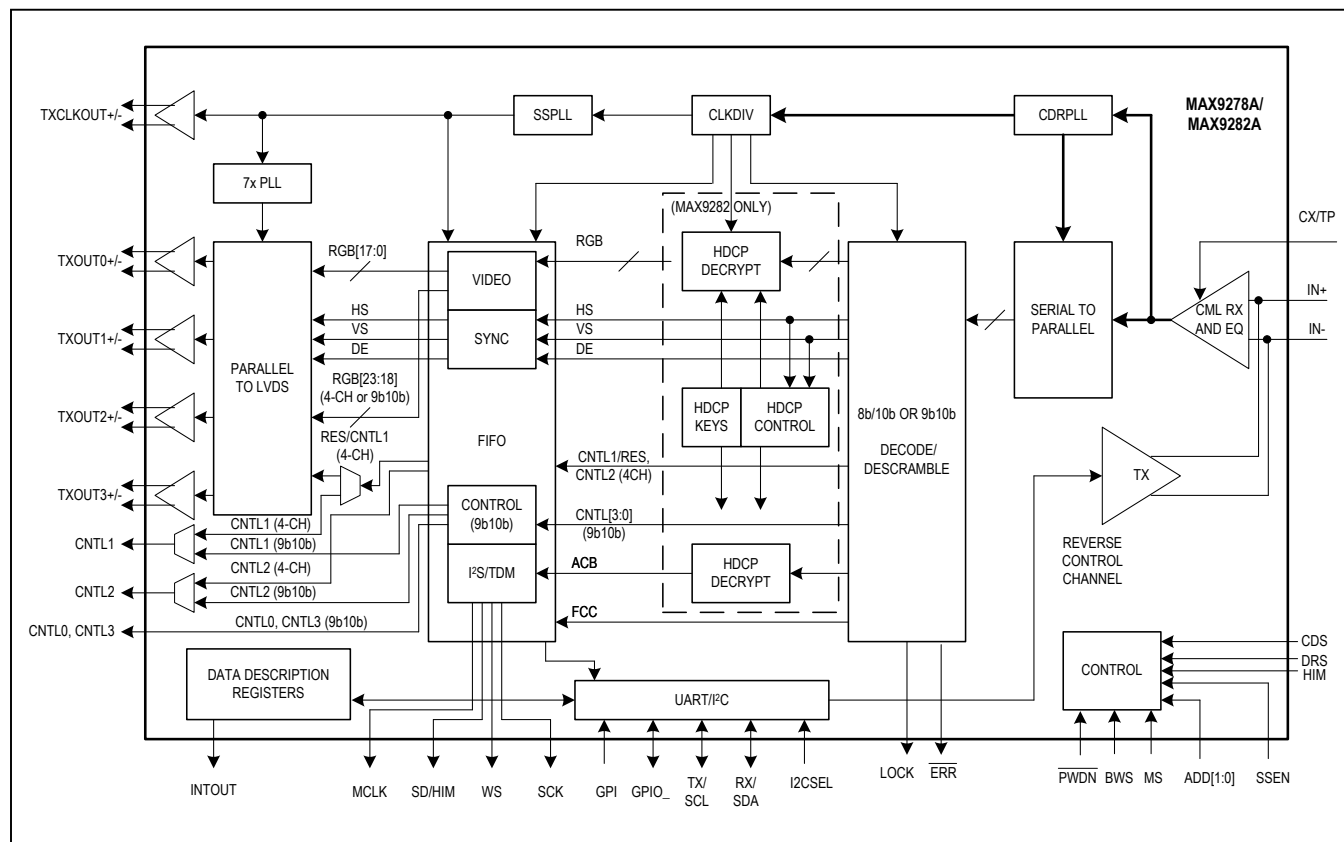 MAX9278A/
MAX9282A
TXCLKOUT+/-
SSPLL
CLKDIV
CDRPLL
7x PLL
(MAX9282 ONLY)
CX/TP
TXOUT0+/-
RGB[17:0]
VIDEO
RGB
HDCP
DECRYPT
SERIAL TO
PARALLEL
CML RX
AND EQ
IN+
IN-
TXOUT1+/-
HS
VS
DE
SYNC
HS
VS
DE
PARALLEL
TO LVDS
RGB[23:18]
(4-CH or 9b10b)
TXOUT2+/-
RES/CNTL1
(4-CH)
FIFO
HDCP
KEYS
HDCP
CONTROL
8b/10b OR 9b10b
DECODE/
DESCRAMBLE
CNTL1/RES,
CNTL2 (4CH)
TX
TXOUT3+/-
CONTROL
(9b10b)
CNTL[3:0]
(9b10b)
CNTL1 (4-CH)
CNTL1
CNTL1 (9b10b)
REVERSE
CONTROL
CHANNEL
I²S/TDM
ACB
HDCP
DECRYPT
CNTL2 (4-CH)
CNTL2
CNTL2 (9b10b)
FCC
CNTL0, CNTL3
CNTL0, CNTL3 (9b10b)
CDS
DRS
HIM
CONTROL
DATA DESCRIPTION
REGISTERS
UART/I²C
INTOUT
MCLK
SD/HIM
WS
SCK
GPI
GPIO_
TX/
SCL
RX/
SDA
I2CSEL
LOCK
ERR
PWDN
BWS
MS
ADD[1:0]
SSEN